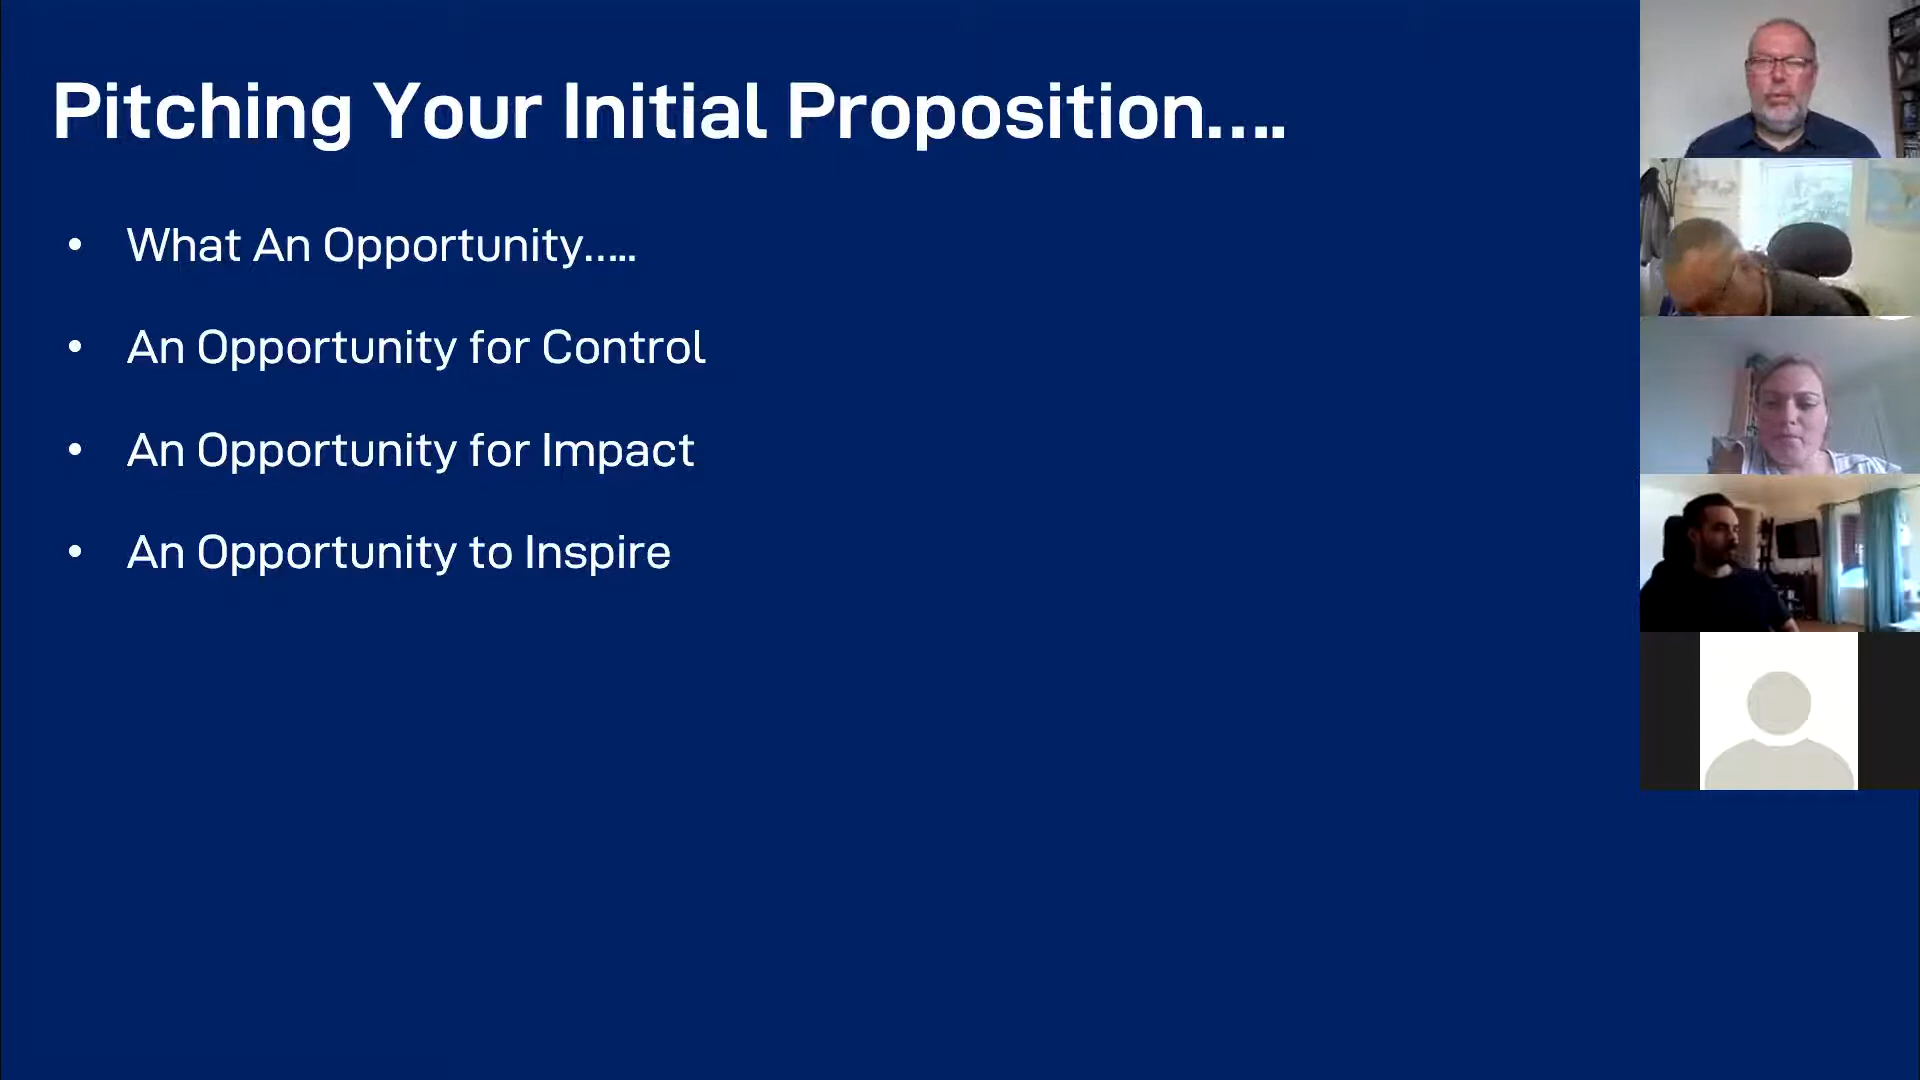 Pitching Your Initial Proposition....
• What An Opportunity.....
• An Opportunity for Control
• An Opportunity for Impact
• An Opportunity to Inspire